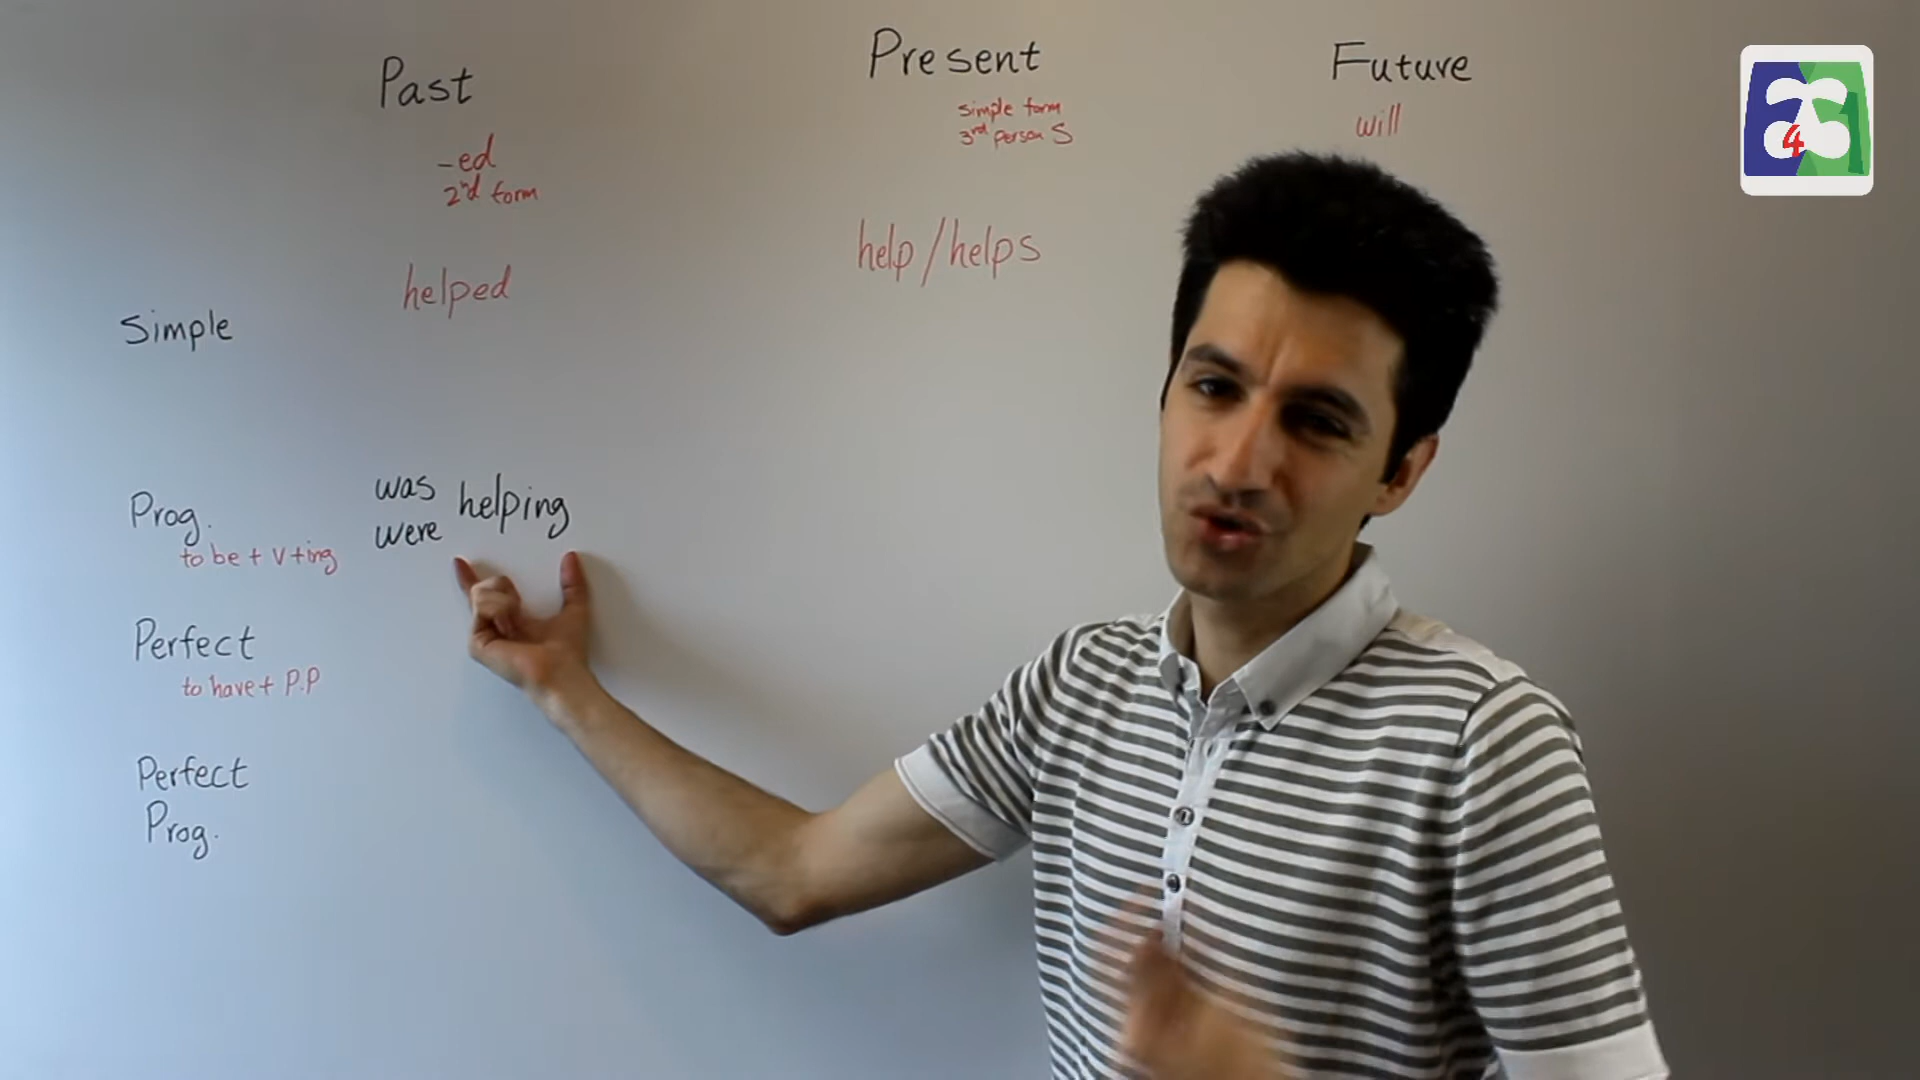 Past
Present
Future
-ed
2nd form
simple form
3rd person S
will
helped
help/helps
Simple
Prog.
to be + V+ing
was
were
helping
Perfect
to have + P.P
Perfect
Prog.
4